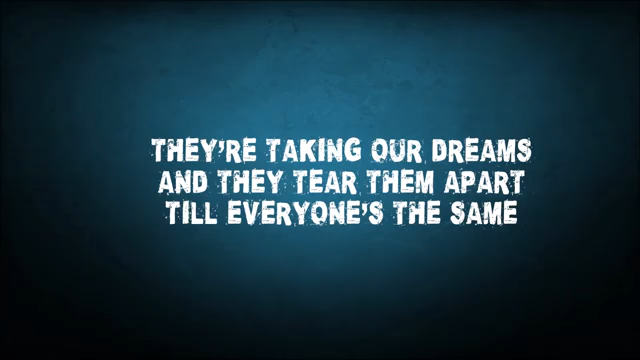 THEY'RE TAKING OUR DREAMS
AND THEY TEAR THEM APART
TILL EVERYONE'S THE SAME